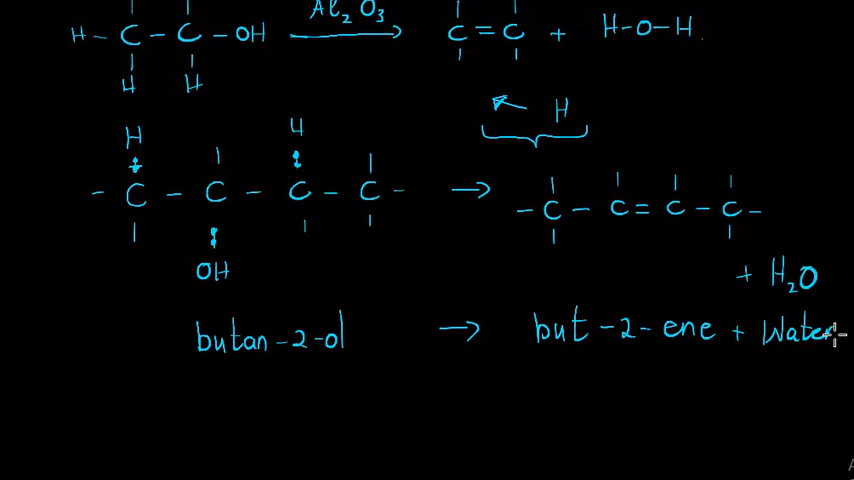 Al₂O₃
H – C – C – OH → C = C + H–O–H
H H
H
H H
– C – C – C – C – → – C – C = C – C –
OH
+ H₂O
butan – 2 – ol → but – 2 – ene + Water